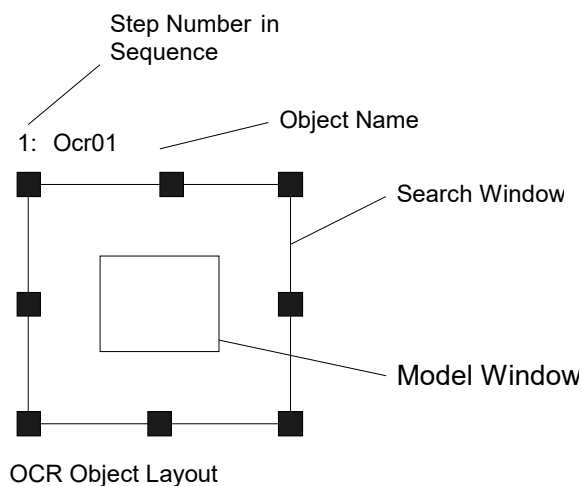 Step Number in
Sequence
Object Name
1: Ocr01
Search Window
Model Window
OCR Object Layout